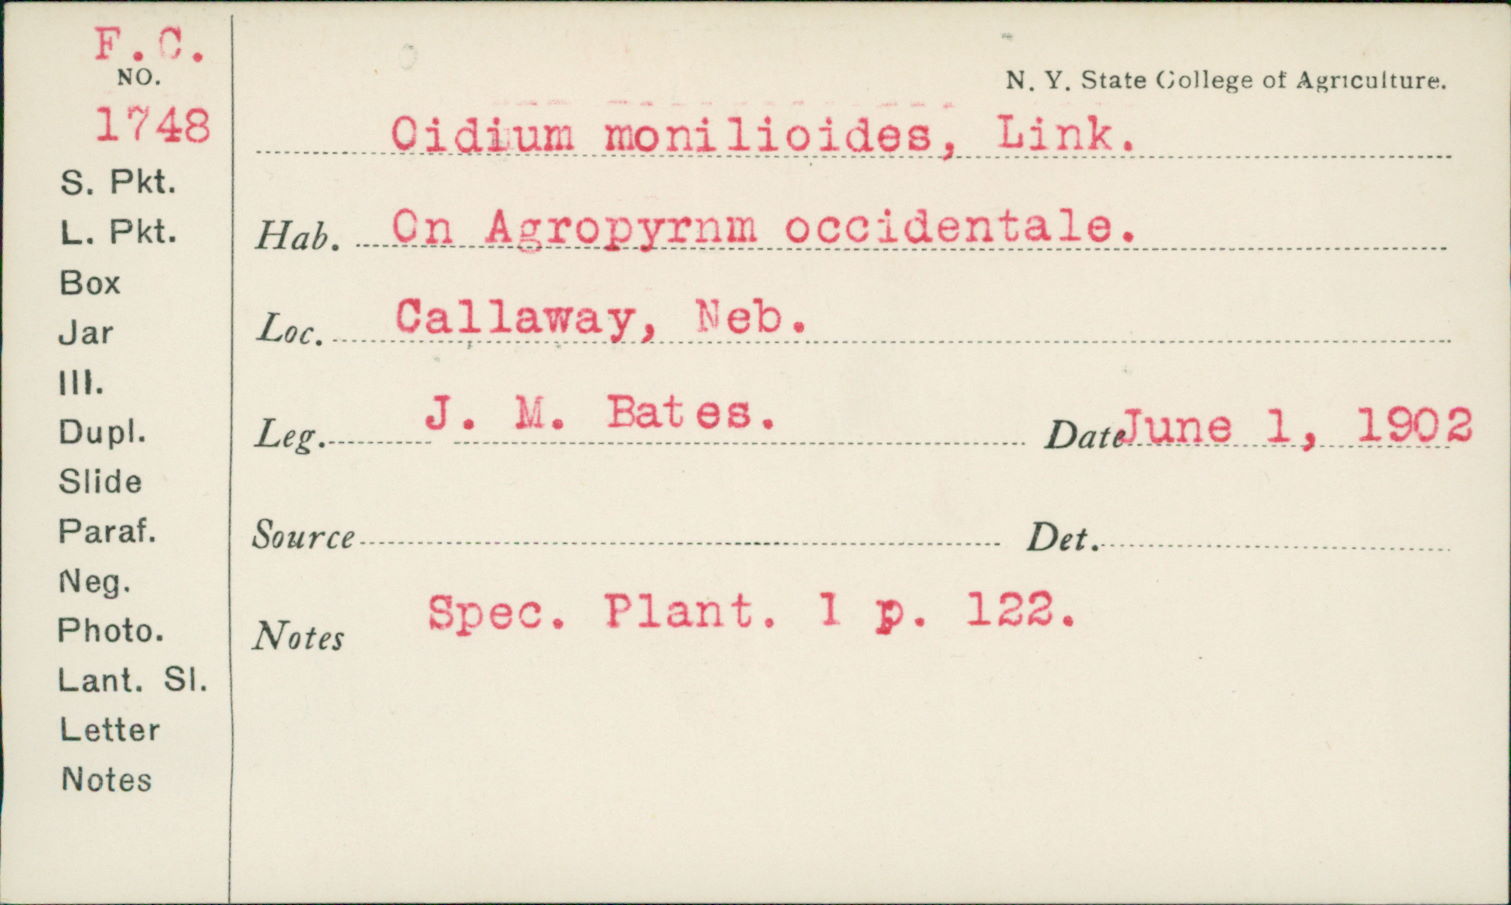 F.C.
NO.
1748
S. Pkt.
L. Pkt.
Box
Jar
Ill.
Dupl.
Slide
Paraf.
Neg.
Photo.
Lant. Sl.
Letter
Notes
N. Y. State College of Agriculture.
Oidium monilioides, Link.
Hab. On Agropyrnm occidentale.
Loc. Callaway, Neb.
Leg. J. M. Bates. Date June 1, 1902
Source Det.
Notes Spec. Plant. 1 p. 122.